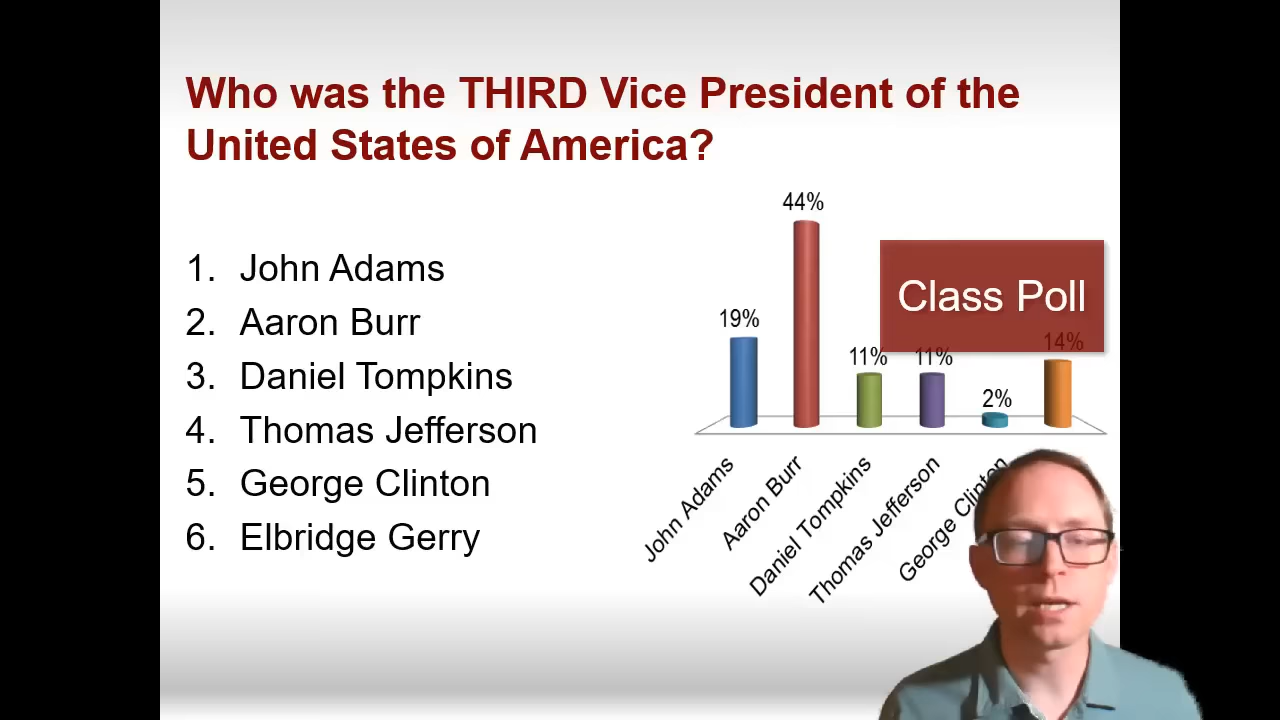 Who was the THIRD Vice President of the
United States of America?
1. John Adams
2. Aaron Burr
3. Daniel Tompkins
4. Thomas Jefferson
5. George Clinton
6. Elbridge Gerry
44%
Class Poll
19%
14%
11%
11%
2%
John Adams
Aaron Burr
Daniel Tompkins
Thomas Jefferson
George Clinton